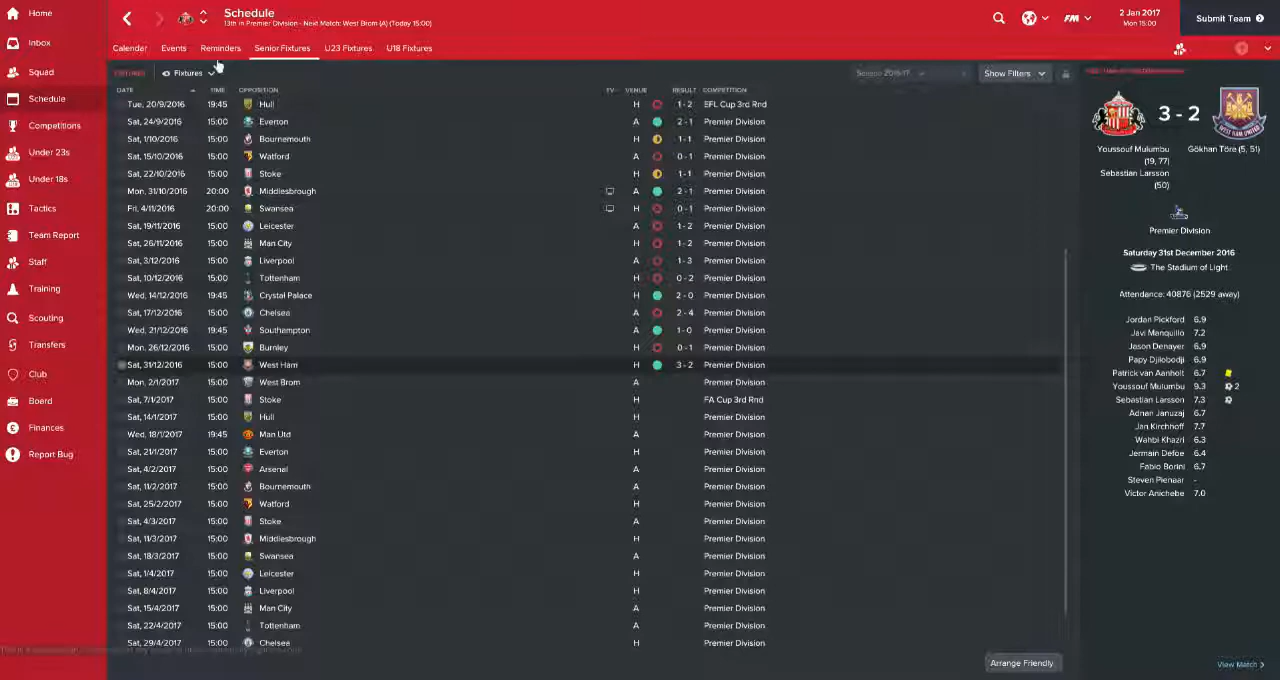 Home
Inbox
Squad
Schedule
Competitions
Under 23s
Under 18s
Tactics
Team Report
Staff
Training
Scouting
Transfers
Club
Board
Finances
Report Bug
Schedule
13th in Premier Division - Next Match: West Brom (A) (Today 15:00)
FM
2 Jan 2017
Mon 15:00
Submit Team
Calendar Events Reminders Senior Fixtures U23 Fixtures U18 Fixtures
FIXTURES Fixtures Season 2016-17 Show Filters
DATE TIME OPPOSITION TV VENUE RESULT COMPETITION
Tue, 20/9/2016 19:45 Hull H 1-2 EFL Cup 3rd Rnd
Sat, 24/9/2016 15:00 Everton A 2-1 Premier Division
Sat, 1/10/2016 15:00 Bournemouth H 1-1 Premier Division
Sat, 15/10/2016 15:00 Watford A 0-1 Premier Division
Sat, 22/10/2016 15:00 Stoke H 1-1 Premier Division
Mon, 31/10/2016 20:00 Middlesbrough A 2-1 Premier Division
Fri, 4/11/2016 20:00 Swansea H 0-1 Premier Division
Sat, 19/11/2016 15:00 Leicester A 1-2 Premier Division
Sat, 26/11/2016 15:00 Man City H 1-2 Premier Division
Sat, 3/12/2016 15:00 Liverpool A 1-3 Premier Division
Sat, 10/12/2016 15:00 Tottenham H 0-2 Premier Division
Wed, 14/12/2016 19:45 Crystal Palace H 2-0 Premier Division
Sat, 17/12/2016 15:00 Chelsea A 2-4 Premier Division
Wed, 21/12/2016 19:45 Southampton A 1-0 Premier Division
Mon, 26/12/2016 15:00 Burnley H 0-1 Premier Division
Sat, 31/12/2016 15:00 West Ham H 3-2 Premier Division
Mon, 2/1/2017 15:00 West Brom A Premier Division
Sat, 7/1/2017 15:00 Stoke H FA Cup 3rd Rnd
Sat, 14/1/2017 15:00 Hull H Premier Division
Wed, 18/1/2017 19:45 Man Utd A Premier Division
Sat, 21/1/2017 15:00 Everton H Premier Division
Sat, 4/2/2017 15:00 Arsenal A Premier Division
Sat, 11/2/2017 15:00 Bournemouth A Premier Division
Sat, 25/2/2017 15:00 Watford H Premier Division
Sat, 4/3/2017 15:00 Stoke A Premier Division
Sat, 11/3/2017 15:00 Middlesbrough H Premier Division
Sat, 18/3/2017 15:00 Swansea A Premier Division
Sat, 1/4/2017 15:00 Leicester H Premier Division
Sat, 8/4/2017 15:00 Liverpool H Premier Division
Sat, 15/4/2017 15:00 Man City A Premier Division
Sat, 22/4/2017 15:00 Tottenham A Premier Division
Sat, 29/4/2017 15:00 Chelsea H Premier Division
Arrange Friendly
3 - 2
WEST HAM UNITED
Youssouf Mulumbu
(19, 77)
Sebastian Larsson
(50)
Gökhan Töre (5, 51)
Premier Division
Saturday 31st December 2016
The Stadium of Light
Attendance: 40876 (2529 away)
Jordan Pickford 6.9
Javi Manquillo 7.2
Jason Denayer 6.9
Papy Djilobodji 6.9
Patrick van Aanholt 6.7
Youssouf Mulumbu 9.3 2
Sebastian Larsson 7.3
Adnan Januzaj 6.7
Jan Kirchhoff 7.7
Wahbi Khazri 6.3
Jermain Defoe 6.4
Fabio Borini 6.7
Steven Pienaar -
Victor Anichebe 7.0
View Match